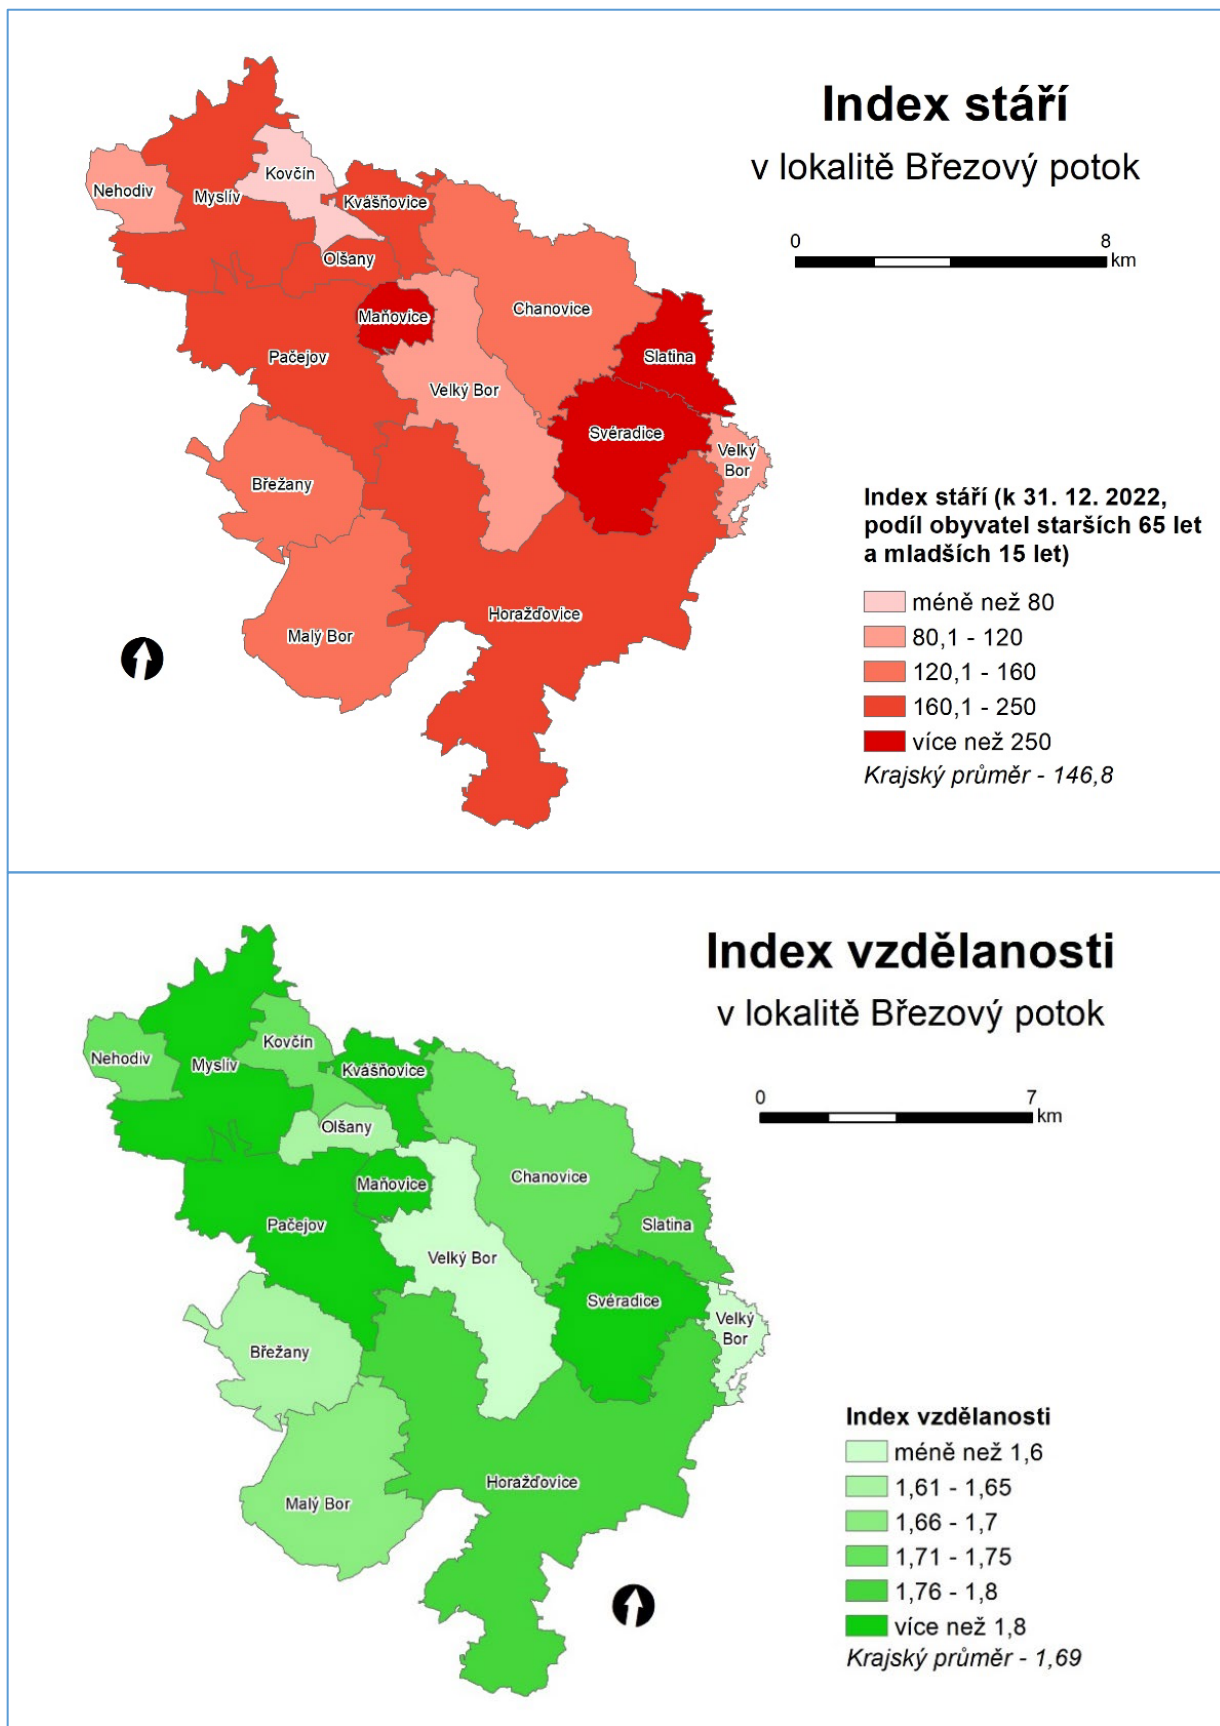 Index stáří
v lokalitě Březový potok
0 8
km
Kovčín
Nehodiv
Myslív
Kvášňovice
Olšany
Chanovice
Maňovice
Pačejov
Slatina
Velký Bor
Svéradice
Velký
Bor
Břežany
Horažďovice
Malý Bor
Index stáří (k 31. 12. 2022,
podíl obyvatel starších 65 let
a mladších 15 let)
méně než 80
80,1 - 120
120,1 - 160
160,1 - 250
více než 250
Krajský průměr - 146,8
Index vzdělanosti
v lokalitě Březový potok
0 7
km
Kovčín
Nehodiv
Myslív
Kvášňovice
Olšany
Chanovice
Maňovice
Pačejov
Slatina
Velký Bor
Svéradice
Velký
Bor
Břežany
Horažďovice
Malý Bor
Index vzdělanosti
méně než 1,6
1,61 - 1,65
1,66 - 1,7
1,71 - 1,75
1,76 - 1,8
více než 1,8
Krajský průměr - 1,69